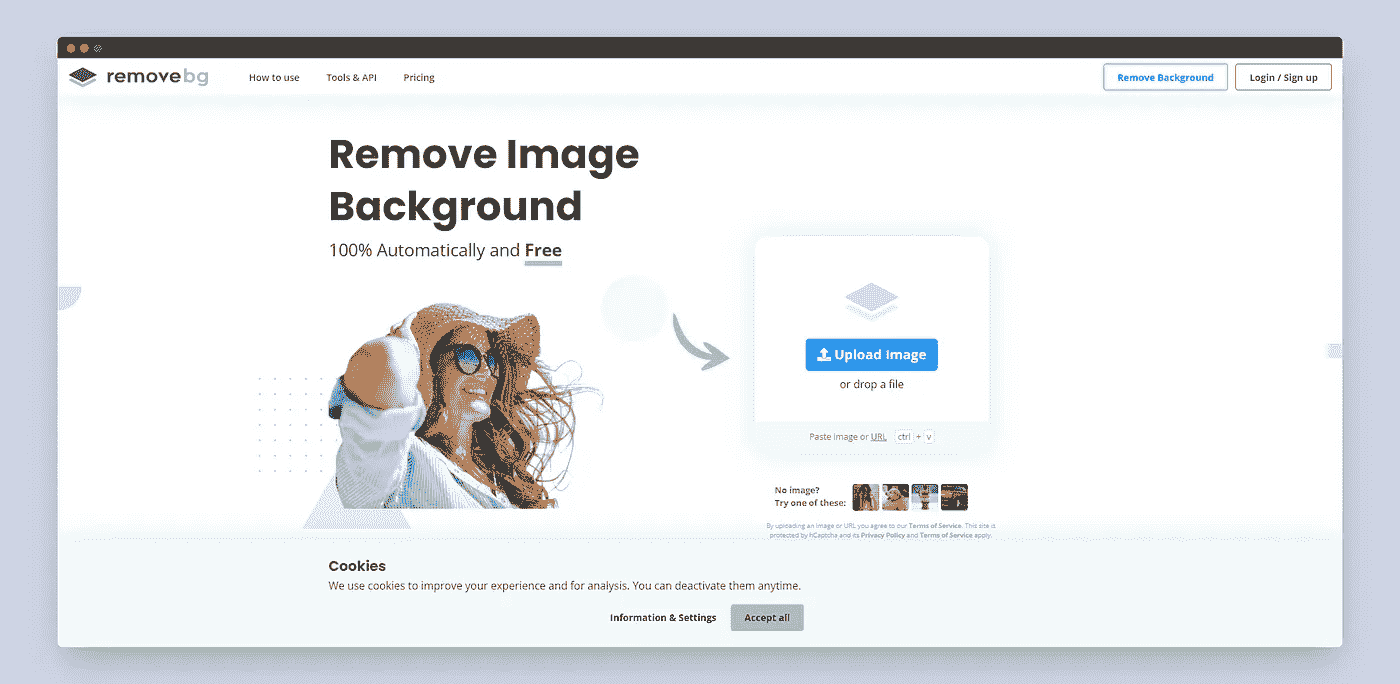 removebg
How to use
Tools & API
Pricing
Remove Background
Login / Sign up
Remove Image
Background
100% Automatically and Free
Upload Image
or drop a file
Paste image or URL ctrl + v
No image?
Try one of these:
By uploading an image or URL you agree to our Terms of Service. This site is
protected by hCaptcha and its Privacy Policy and Terms of Service apply.
Cookies
We use cookies to improve your experience and for analysis. You can deactivate them anytime.
Information & Settings
Accept all